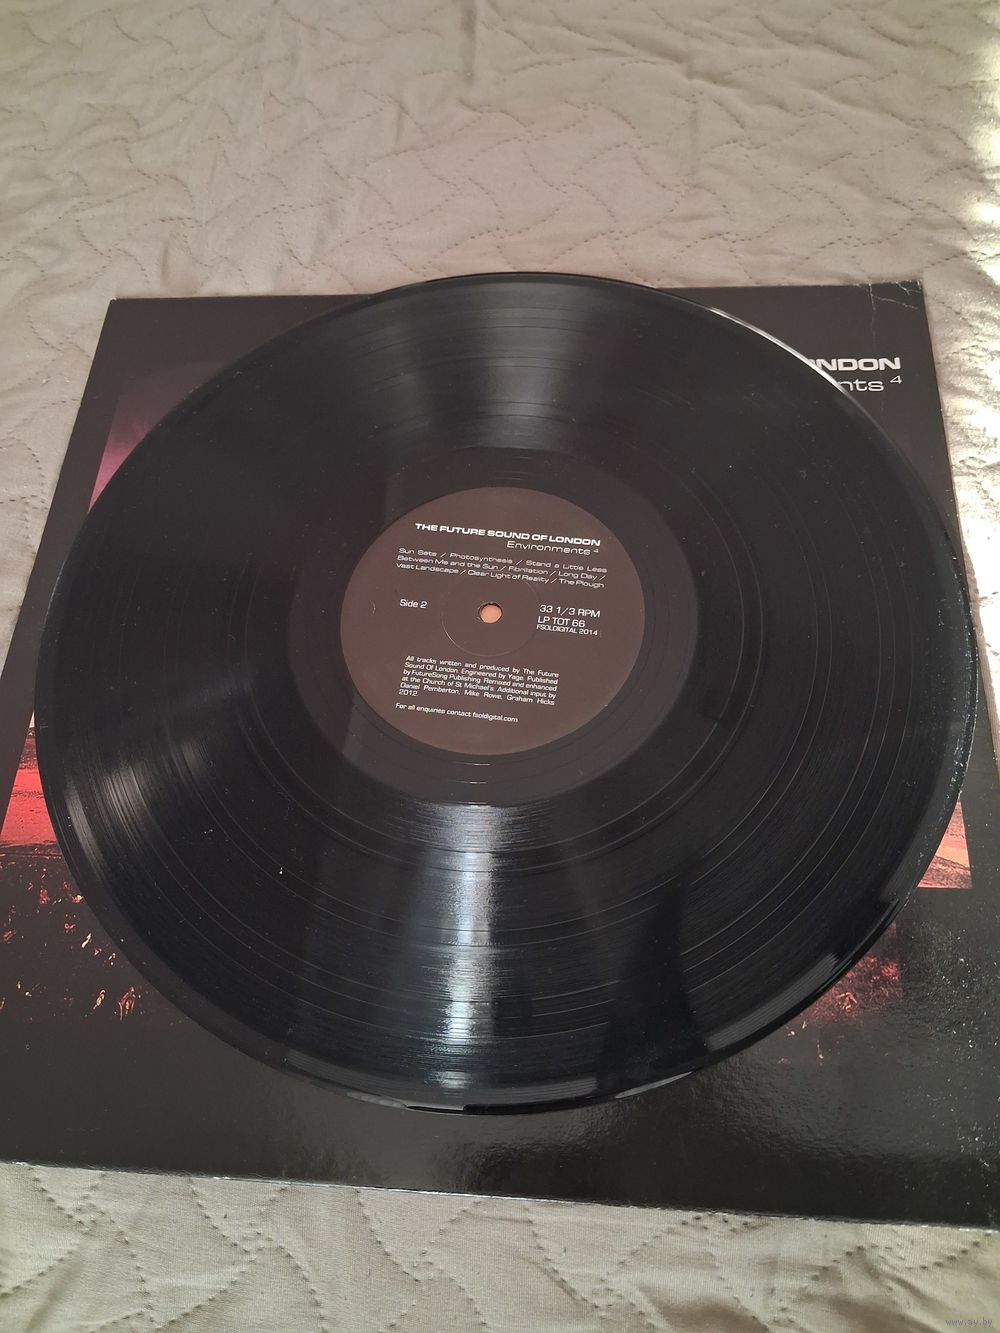 ONDON
nts 4
THE FUTURE SOUND OF LONDON
Environments 4
Sun Sets / Photosynthesis / Stand a Little Less
Between Me and the Sun / Fibrillation / Long Day /
Vast Landscape / Clear Light of Reality / The Plough
Side 2
33 1/3 RPM
LP TOT 66
FSOLDIGITAL 2014
All tracks written and produced by The Future
Sound Of London. Engineered by Yage. Published
by FutureSong Publishing. Remixed and enhanced
at the Church of St Michael's. Additional input by
Daniel Pemberton, Mike Rowe, Graham Hicks
2012
For all enquiries contact fsoldigital.com
www.ay.by